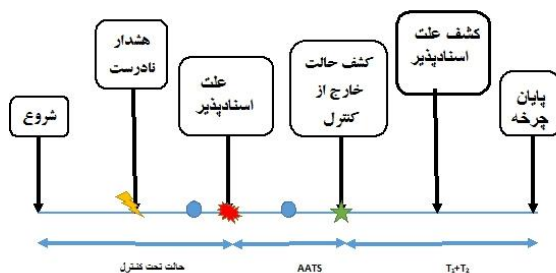 شروع
هشدار
نادرست
علت
اسنادپذیر
کشف حالت
خارج از
کنترل
کشف علت
اسنادپذیر
پایان
چرخه
حالت تحت کنترل
AATS
T₁+T₂